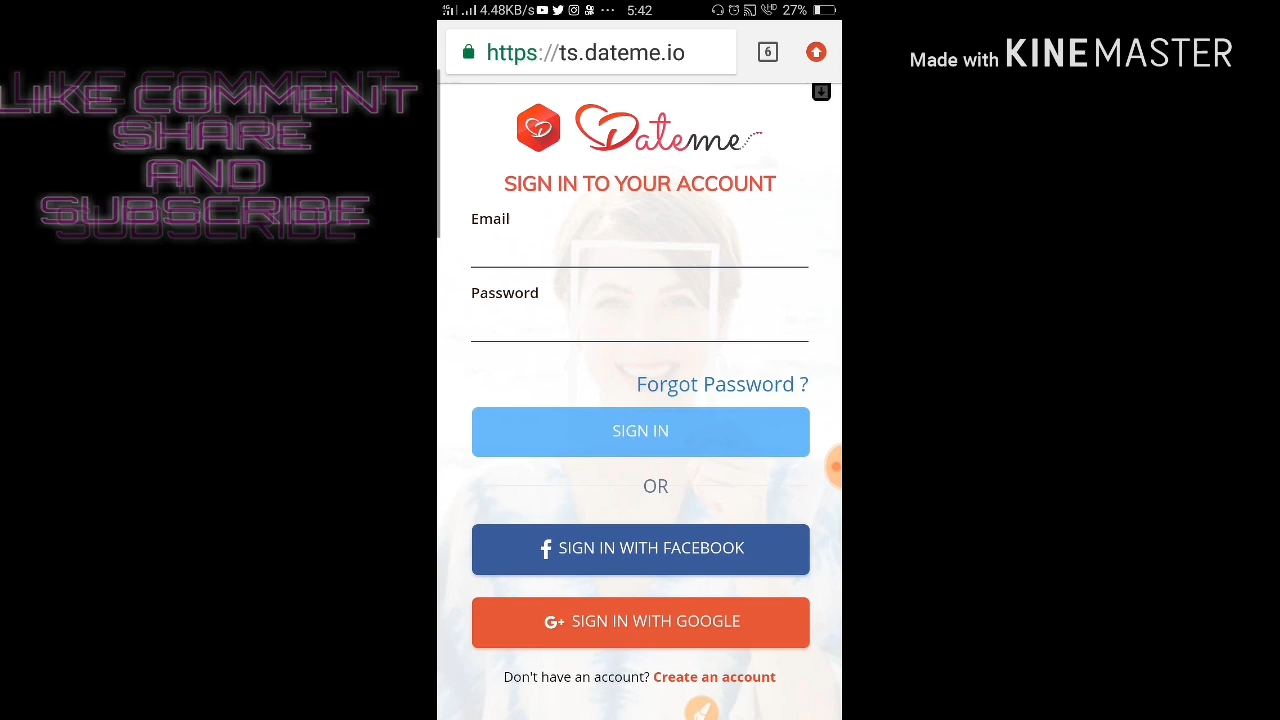 4G 4.48KB/s 5:42 27%
https://ts.dateme.io 6
Made with KINEMASTER
LIKE COMMENT
SHARE
AND
SUBSCRIBE
Dateme
SIGN IN TO YOUR ACCOUNT
Email
Password
Forgot Password ?
SIGN IN
OR
f SIGN IN WITH FACEBOOK
G+ SIGN IN WITH GOOGLE
Don't have an account? Create an account